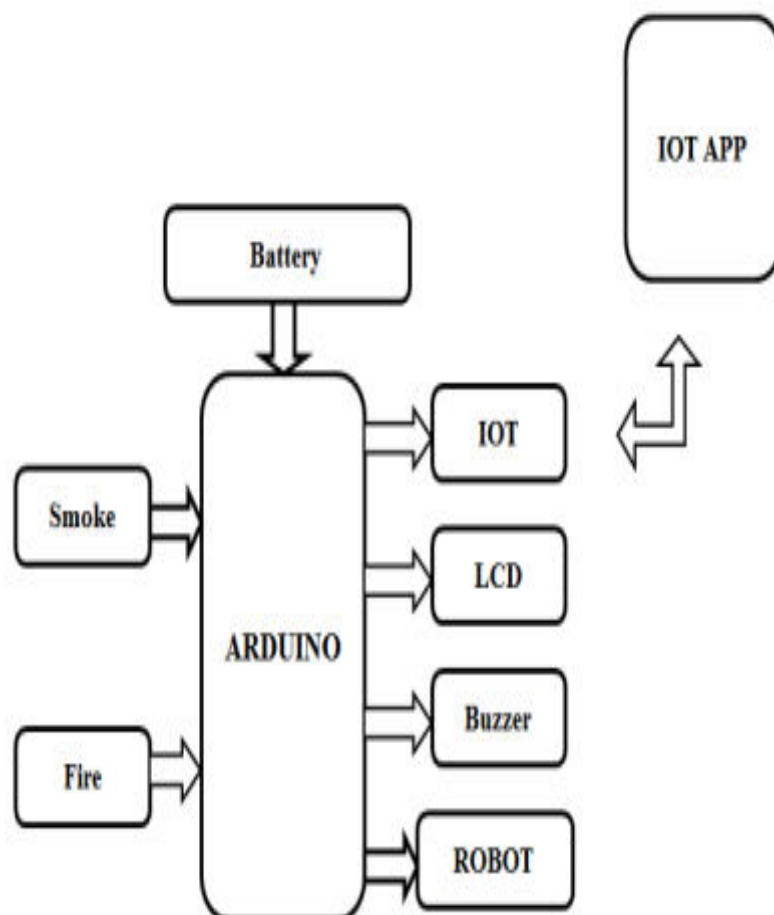 IOT APP
Battery
IOT
Smoke
LCD
ARDUINO
Buzzer
Fire
ROBOT